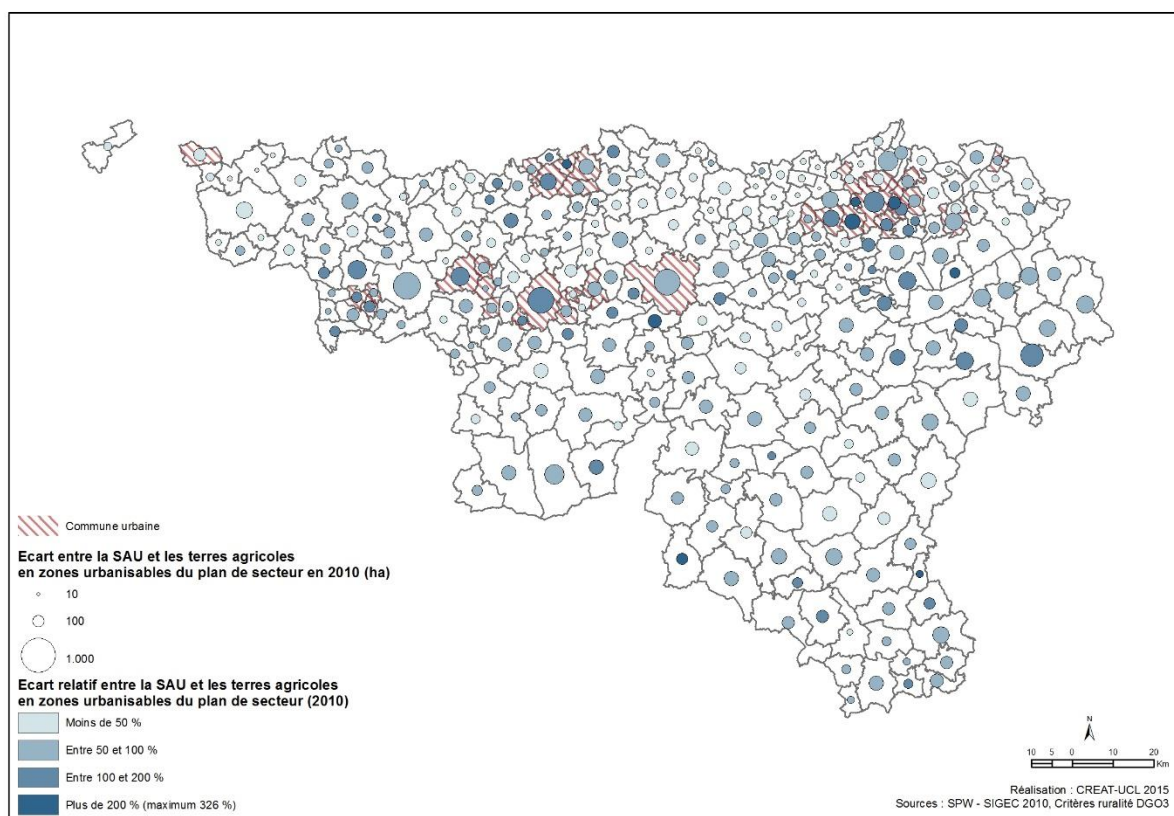 Commune urbaine
Ecart entre la SAU et les terres agricoles
en zones urbanisables du plan de secteur en 2010 (ha)
10
100
1.000
Ecart relatif entre la SAU et les terres agricoles
en zones urbanisables du plan de secteur (2010)
Moins de 50 %
Entre 50 et 100 %
Entre 100 et 200 %
Plus de 200 % (maximum 326 %)
N
10 5 0 10 20
Km
Réalisation : CREAT-UCL 2015
Sources : SPW - SIGEC 2010, Critères ruralité DGO3